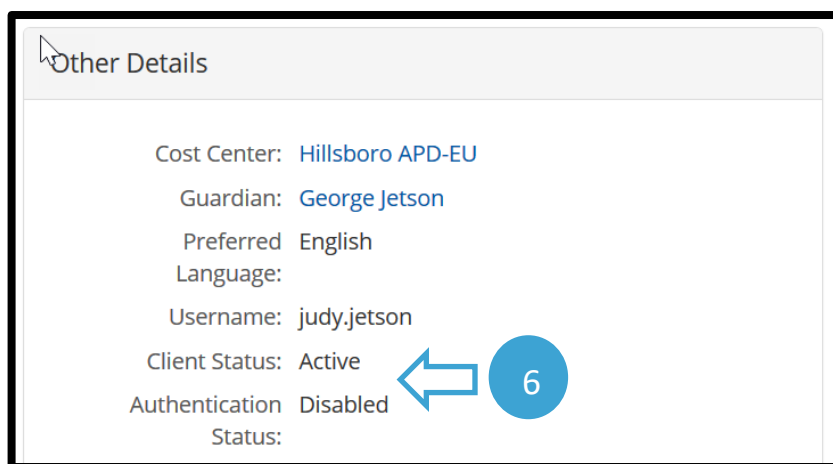 Other Details
Cost Center: Hillsboro APD-EU
Guardian: George Jetson
Preferred English
Language:
Username: judy.jetson
Client Status: Active
6
Authentication Disabled
Status: